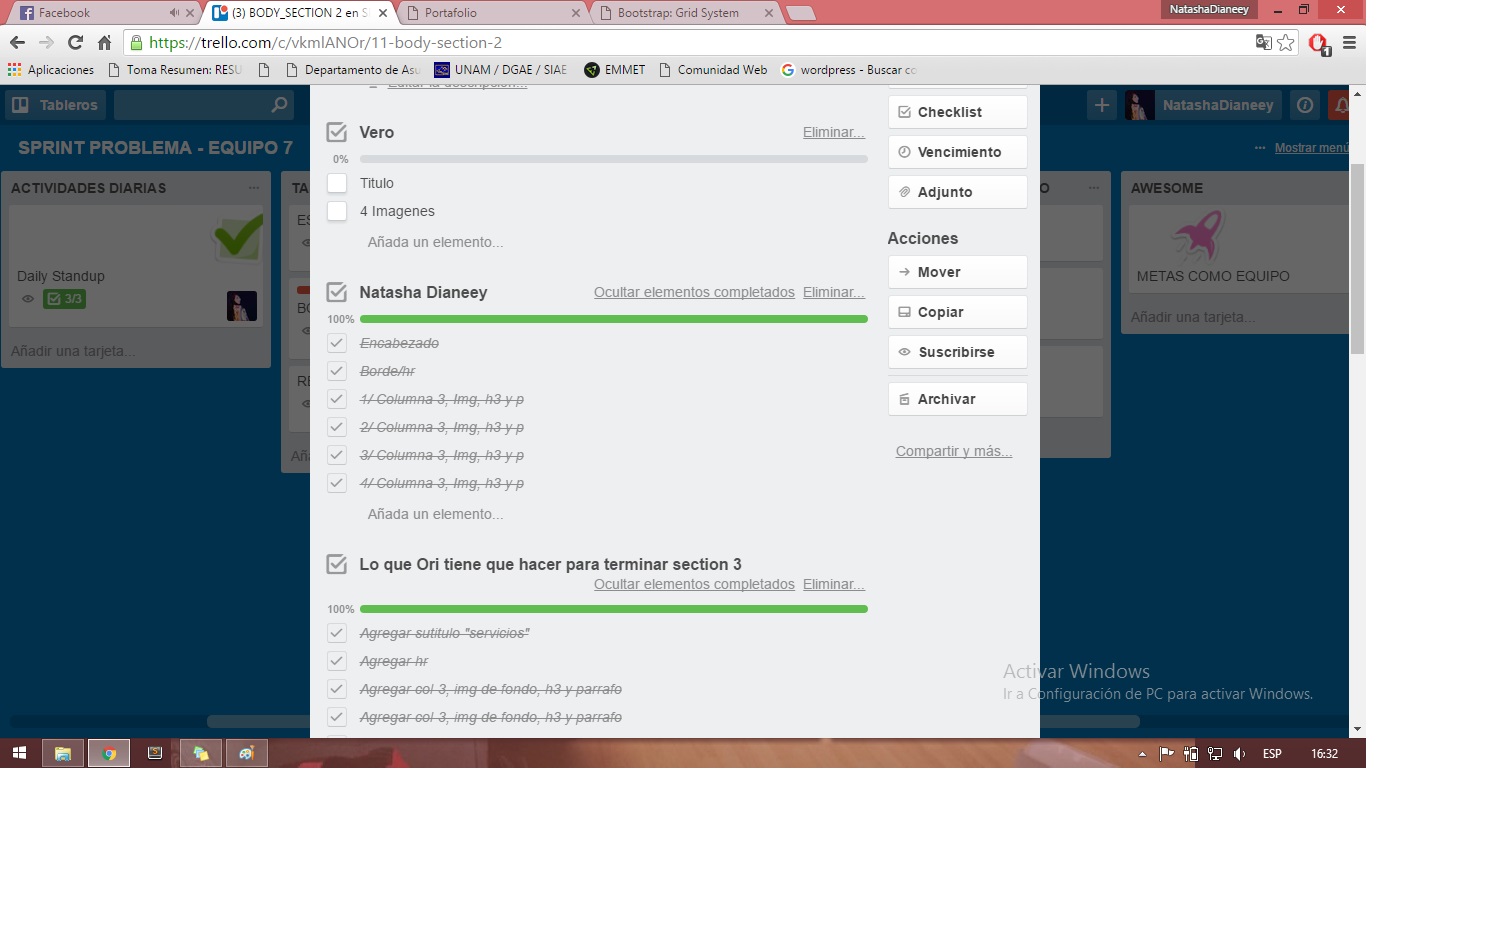 NatashaDianeey
Facebook
(3) BODY_SECTION 2 en S
Portafolio
Bootstrap: Grid System
https://trello.com/c/vkmlANOr/11-body-section-2
1
Aplicaciones
Toma Resumen: RESU
Departamento de Asu
UNAM / DGAE / SIAE
EMMET
Comunidad Web
wordpress - Buscar co
Tableros
NatashaDianeey
SPRINT PROBLEMA - EQUIPO 7
Mostrar menú
ACTIVIDADES DIARIAS
Daily Standup
3/3
Añadir una tarjeta...
TA
ES
BO
RE
Aña
Editar la descripción...
Vero
Eliminar...
0%
Titulo
4 Imagenes
Añada un elemento...
Natasha Dianeey
Ocultar elementos completados
Eliminar...
100%
Encabezado
Borde/hr
1/ Columna 3, Img, h3 y p
2/ Columna 3, Img, h3 y p
3/ Columna 3, Img, h3 y p
4/ Columna 3, Img, h3 y p
Añada un elemento...
Lo que Ori tiene que hacer para terminar section 3
Ocultar elementos completados
Eliminar...
100%
Agregar sutitulo "servicios"
Agregar hr
Agregar col-3, img de fondo, h3 y parrafo
Agregar col-3, img de fondo, h3 y parrafo
Checklist
Vencimiento
Adjunto
Acciones
Mover
Copiar
Suscribirse
Archivar
Compartir y más...
O
AWESOME
METAS COMO EQUIPO
Añadir una tarjeta...
Activar Windows
Ir a Configuración de PC para activar Windows.
ESP
16:32